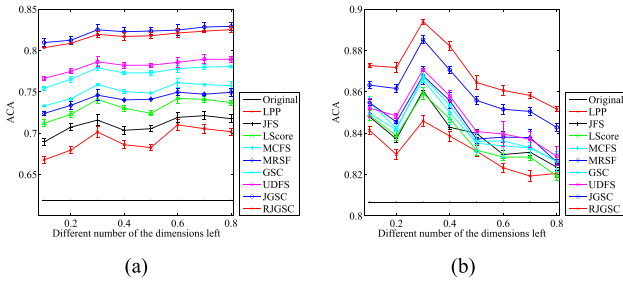 0.85
0.8
0.75
0.7
0.65
ACA
0.2 0.4 0.6 0.8
Different number of the dimensions left
Original
LPP
JFS
LScore
MCFS
MRSF
GSC
UDFS
JGSC
RJGSC
(a)
0.9
0.88
0.86
0.84
0.82
0.8
ACA
0.2 0.4 0.6 0.8
Different number of the dimensions left
Original
LPP
JFS
LScore
MCFS
MRSF
GSC
UDFS
JGSC
RJGSC
(b)